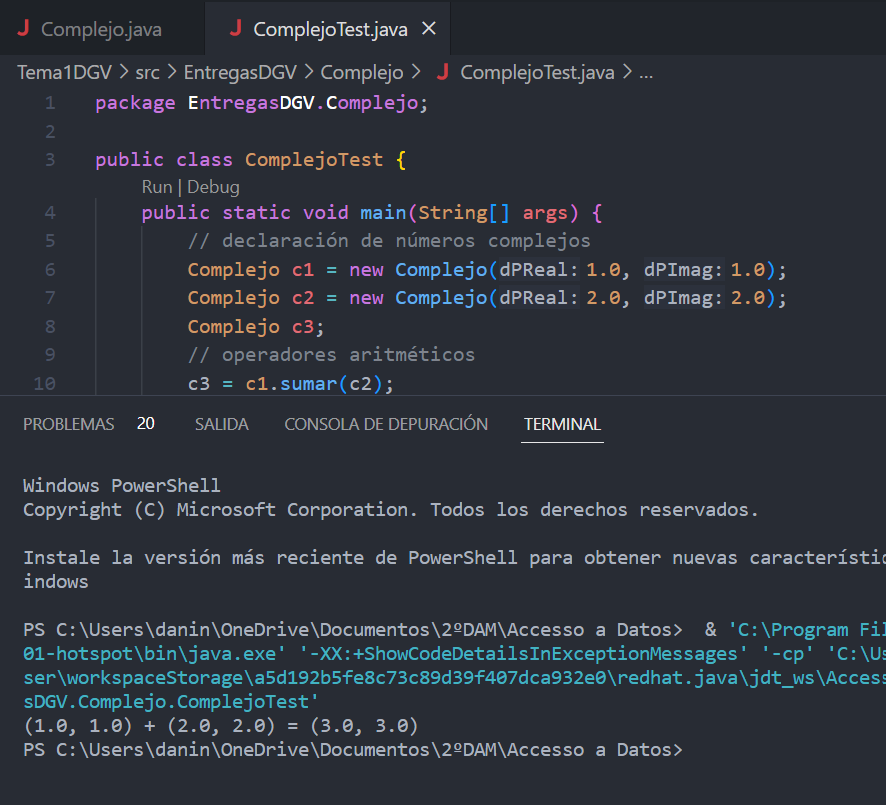 Complejo.java
ComplejoTest.java
Tema1DGV > src > EntregasDGV > Complejo > ComplejoTest.java > ...
1 package EntregasDGV.Complejo;
2
3 public class ComplejoTest {
Run | Debug
4 public static void main(String[] args) {
5 // declaración de números complejos
6 Complejo c1 = new Complejo(dPReal: 1.0, dPImag: 1.0);
7 Complejo c2 = new Complejo(dPReal: 2.0, dPImag: 2.0);
8 Complejo c3;
9 // operadores aritméticos
10 c3 = c1.sumar(c2);
PROBLEMAS 20 SALIDA CONSOLA DE DEPURACIÓN TERMINAL
Windows PowerShell
Copyright (C) Microsoft Corporation. Todos los derechos reservados.
Instale la versión más reciente de PowerShell para obtener nuevas característic
indows
PS C:\Users\danin\OneDrive\Documentos\2ºDAM\Accesso a Datos> & 'C:\Program Fil
01-hotspot\bin\java.exe' '-XX:+ShowCodeDetailsInExceptionMessages' '-cp' 'C:\Us
ser\workspaceStorage\a5d192b5fe8c73c89d39f407dca932e0\redhat.java\jdt_ws\Access
sDGV.Complejo.ComplejoTest'
(1.0, 1.0) + (2.0, 2.0) = (3.0, 3.0)
PS C:\Users\danin\OneDrive\Documentos\2ºDAM\Accesso a Datos>